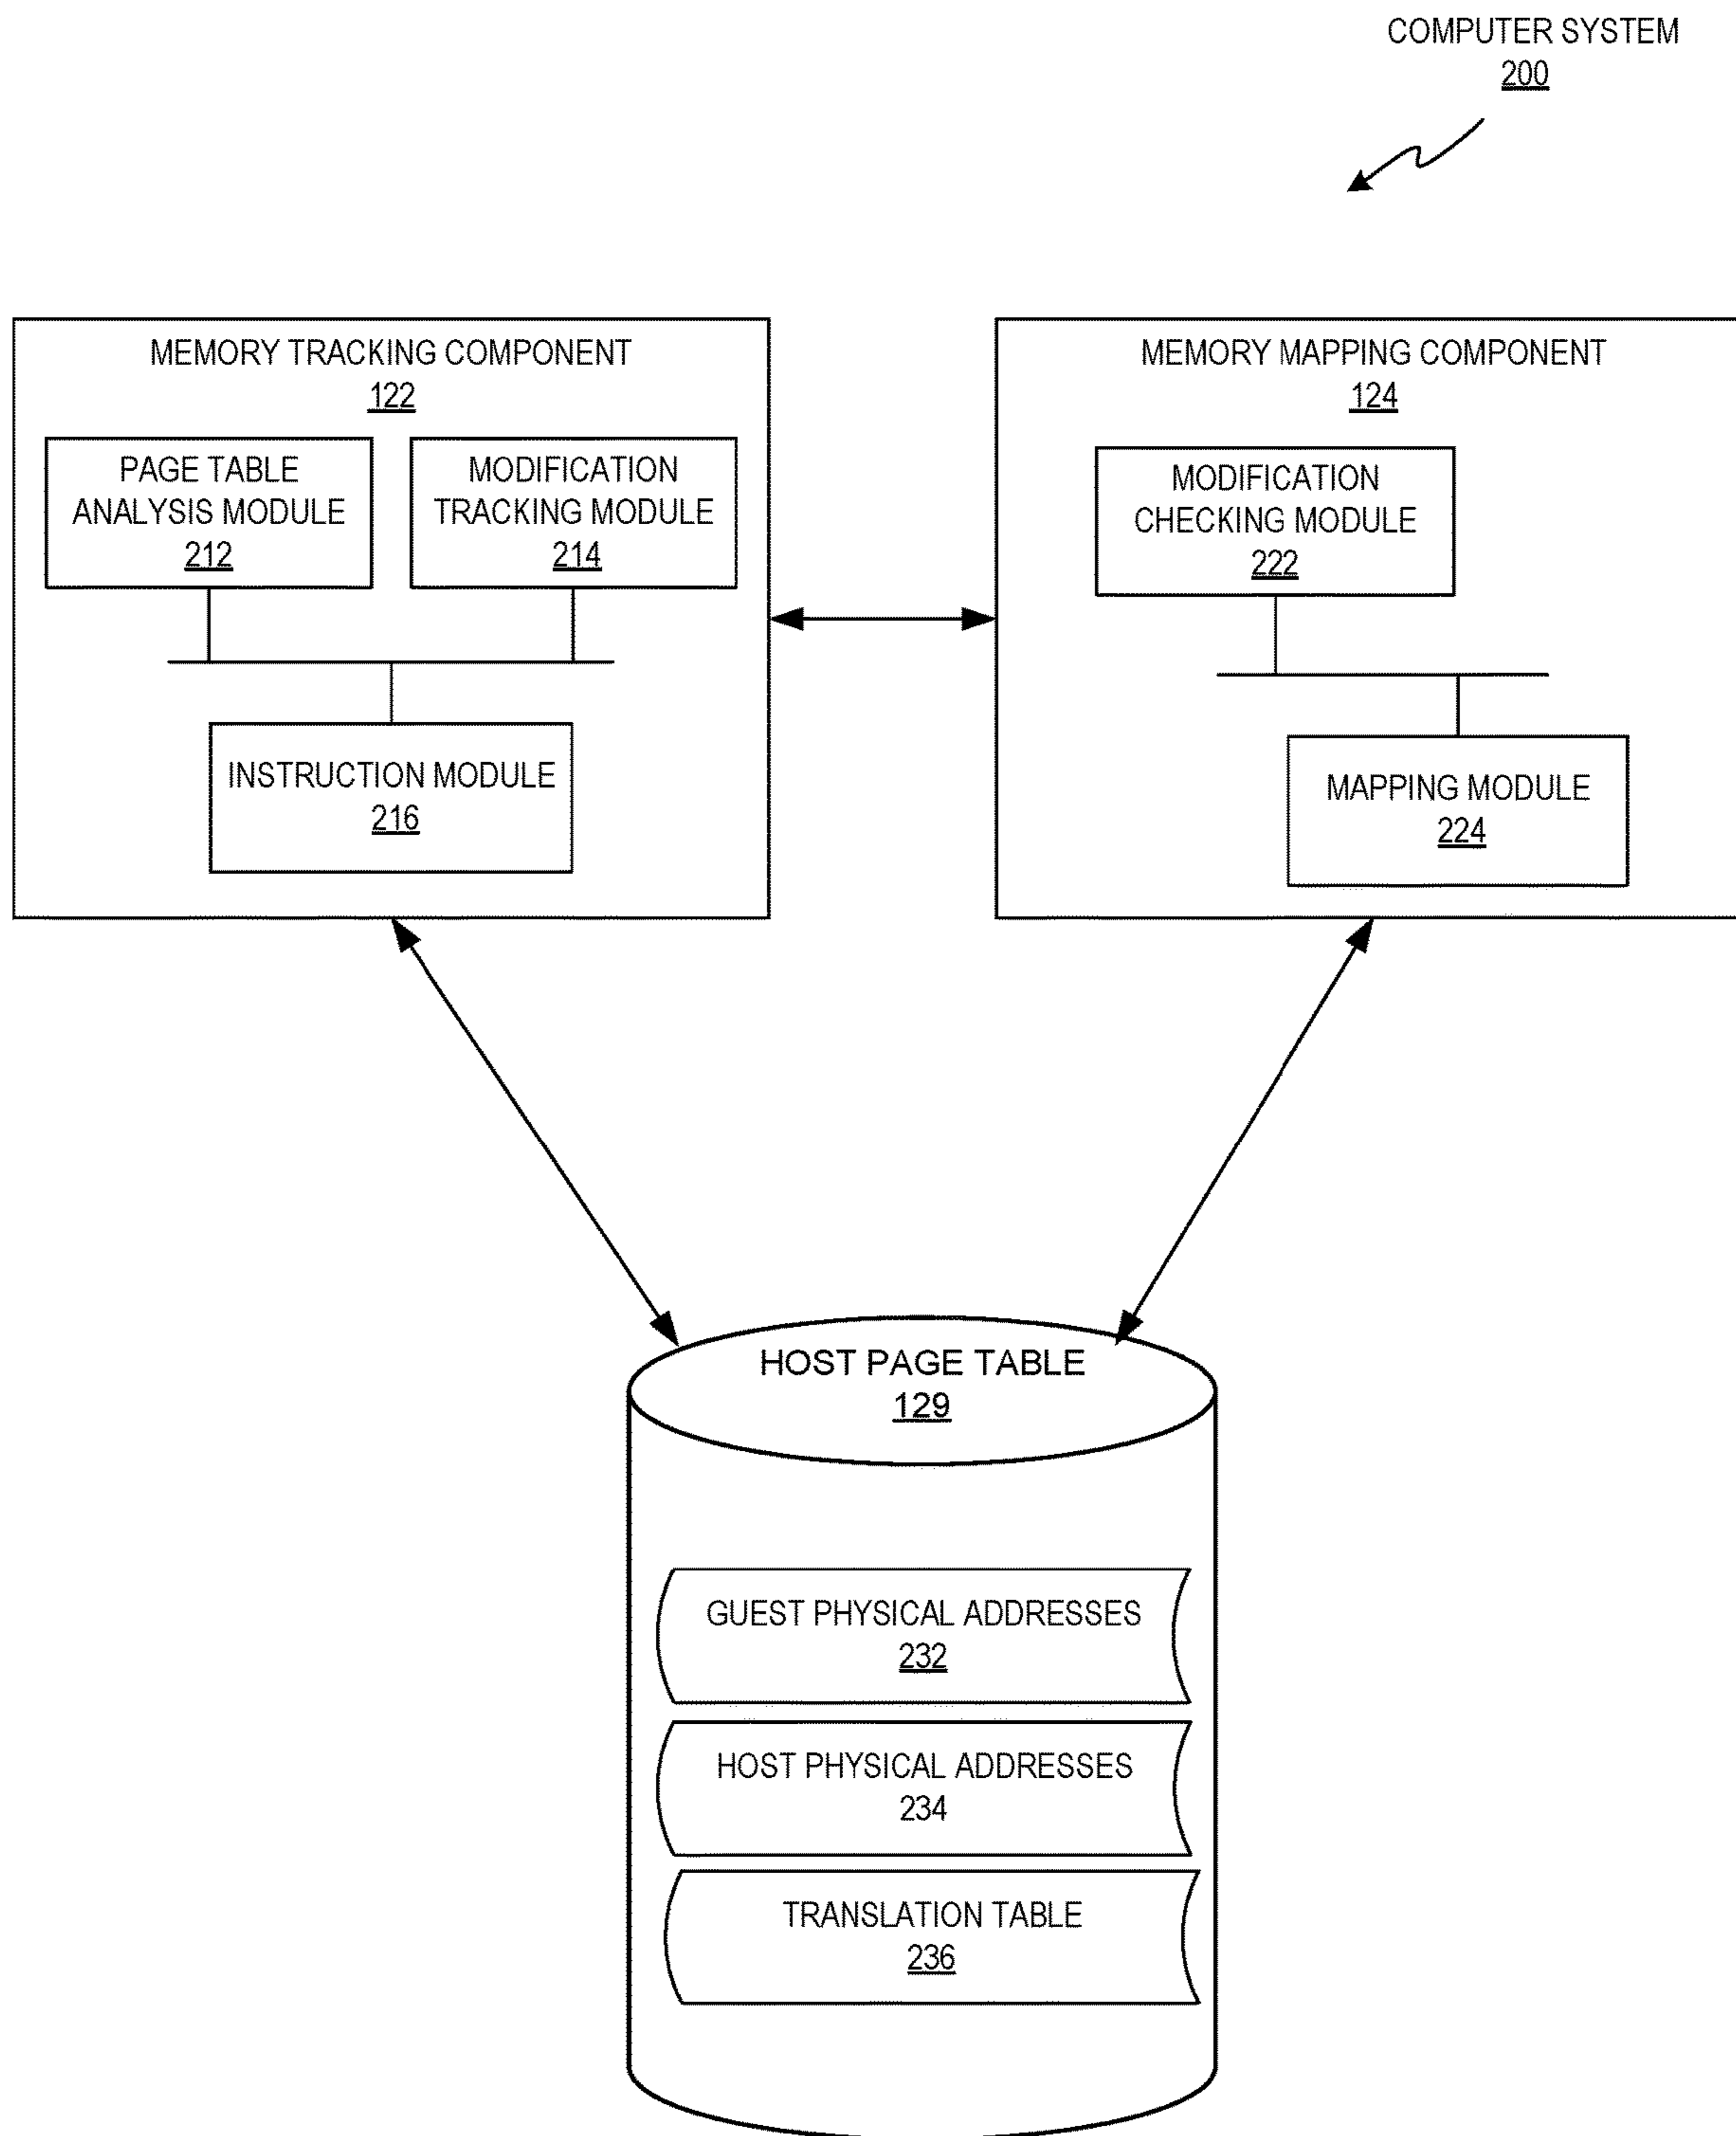 COMPUTER SYSTEM
200
MEMORY TRACKING COMPONENT
122
PAGE TABLE
ANALYSIS MODULE
212
MODIFICATION
TRACKING MODULE
214
INSTRUCTION MODULE
216
MEMORY MAPPING COMPONENT
124
MODIFICATION
CHECKING MODULE
222
MAPPING MODULE
224
HOST PAGE TABLE
129
GUEST PHYSICAL ADDRESSES
232
HOST PHYSICAL ADDRESSES
234
TRANSLATION TABLE
236